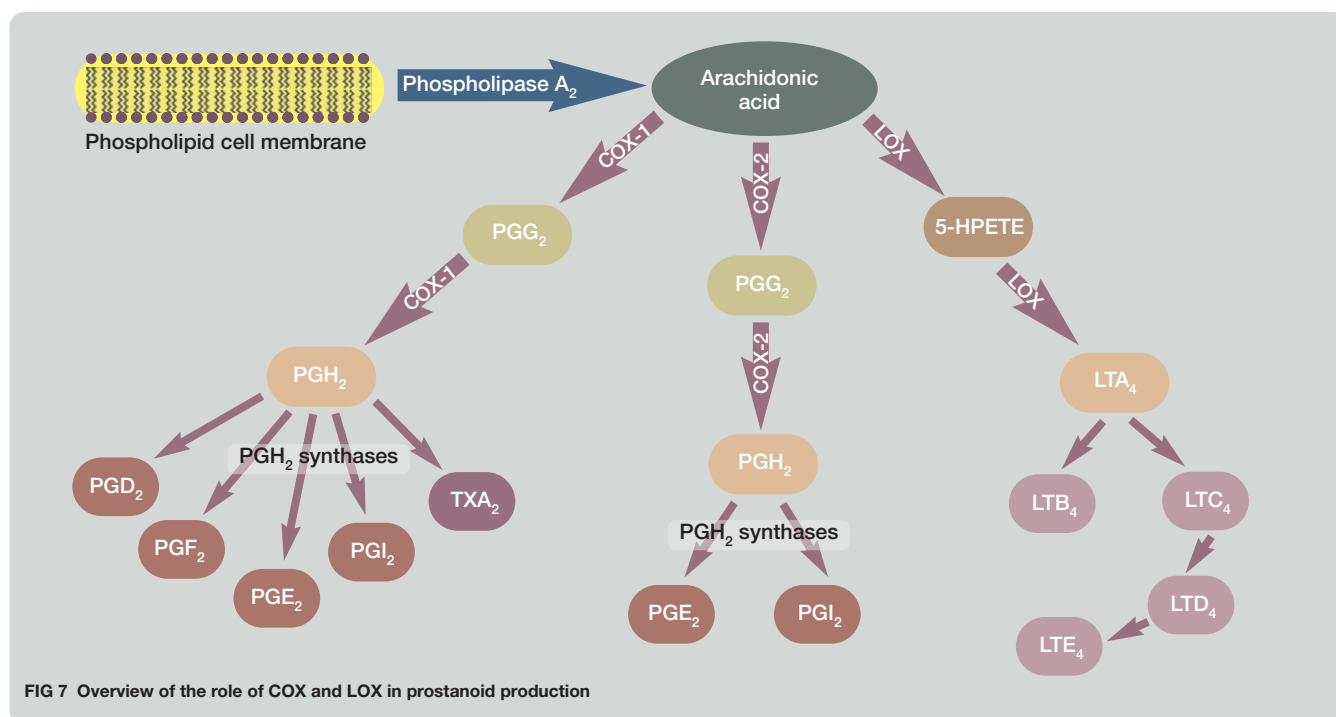 Phospholipid cell membrane
Phospholipase A₂
Arachidonic
acid
COX-1
PGG₂
COX-1
PGH₂
PGH₂ synthases
PGD₂
PGF₂
PGE₂
PGI₂
TXA₂
COX-2
PGG₂
COX-2
PGH₂
PGH₂ synthases
PGE₂
PGI₂
LOX
5-HPETE
LOX
LTA₄
LTB₄
LTC₄
LTD₄
LTE₄
FIG 7 Overview of the role of COX and LOX in prostanoid production